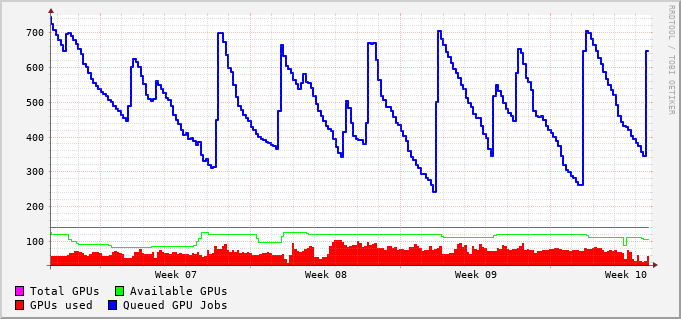 RRDTOOL / TOBI OETIKER
700
600
500
400
300
200
100
Week 07 Week 08 Week 09 Week 10
Total GPUs Available GPUs
GPUs used Queued GPU Jobs